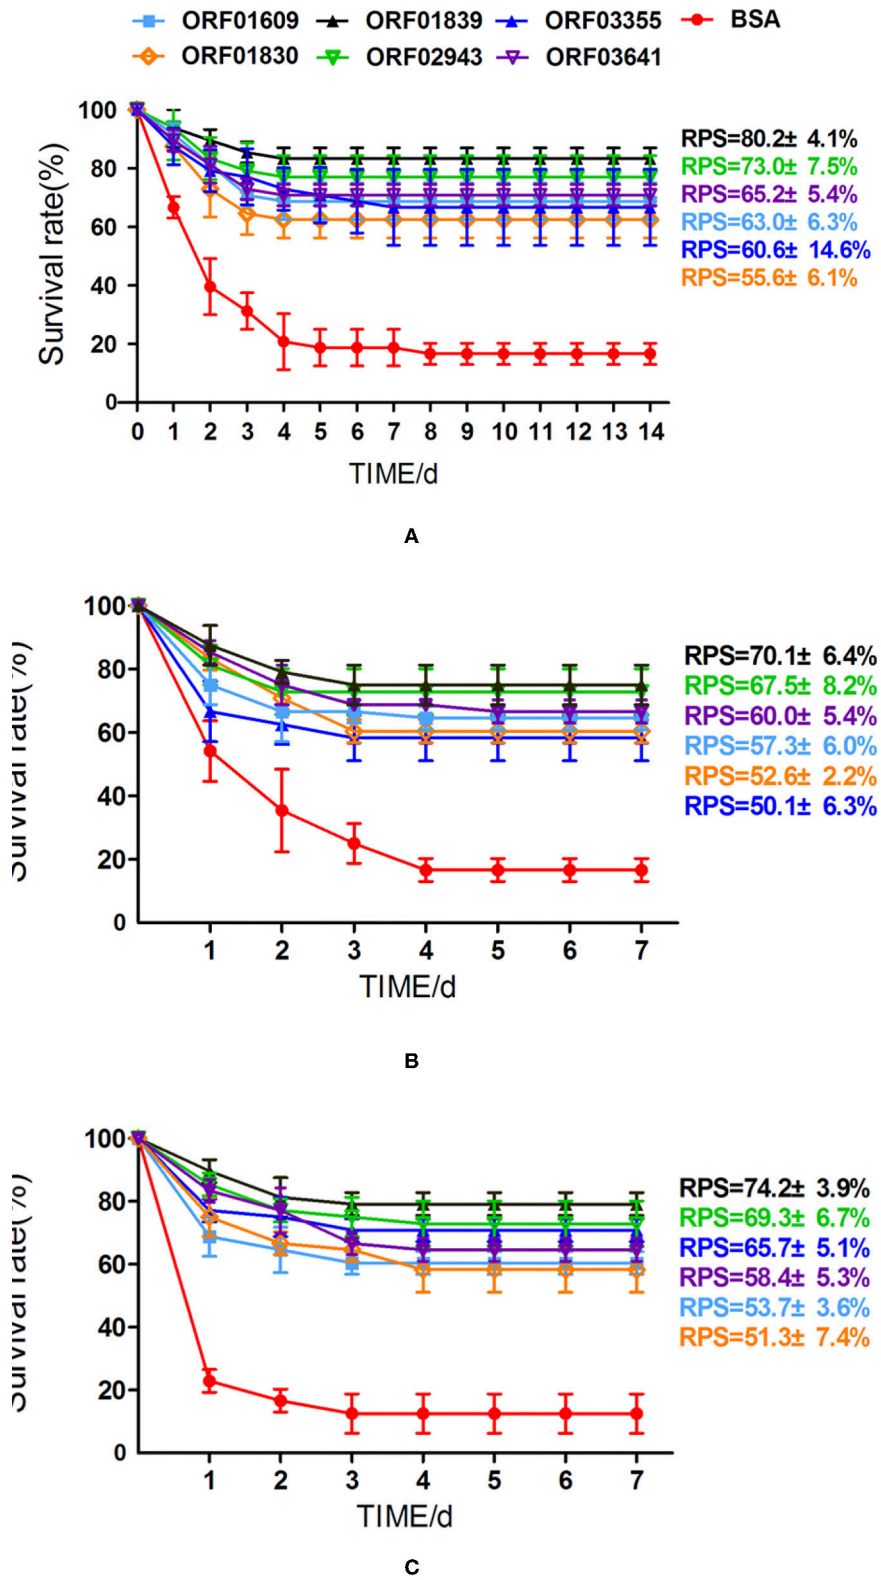 ORF01609 ORF01839 ORF03355 BSA
ORF01830 ORF02943 ORF03641
Survival rate(%)
100
80
60
40
20
0
0 1 2 3 4 5 6 7 8 9 10 11 12 13 14
TIME/d
RPS=80.2± 4.1%
RPS=73.0± 7.5%
RPS=65.2± 5.4%
RPS=63.0± 6.3%
RPS=60.6± 14.6%
RPS=55.6± 6.1%
A
Survival rate(%)
100
80
60
40
20
0
1 2 3 4 5 6 7
TIME/d
RPS=70.1± 6.4%
RPS=67.5± 8.2%
RPS=60.0± 5.4%
RPS=57.3± 6.0%
RPS=52.6± 2.2%
RPS=50.1± 6.3%
B
Survival rate(%)
100
80
60
40
20
0
1 2 3 4 5 6 7
TIME/d
RPS=74.2± 3.9%
RPS=69.3± 6.7%
RPS=65.7± 5.1%
RPS=58.4± 5.3%
RPS=53.7± 3.6%
RPS=51.3± 7.4%
C